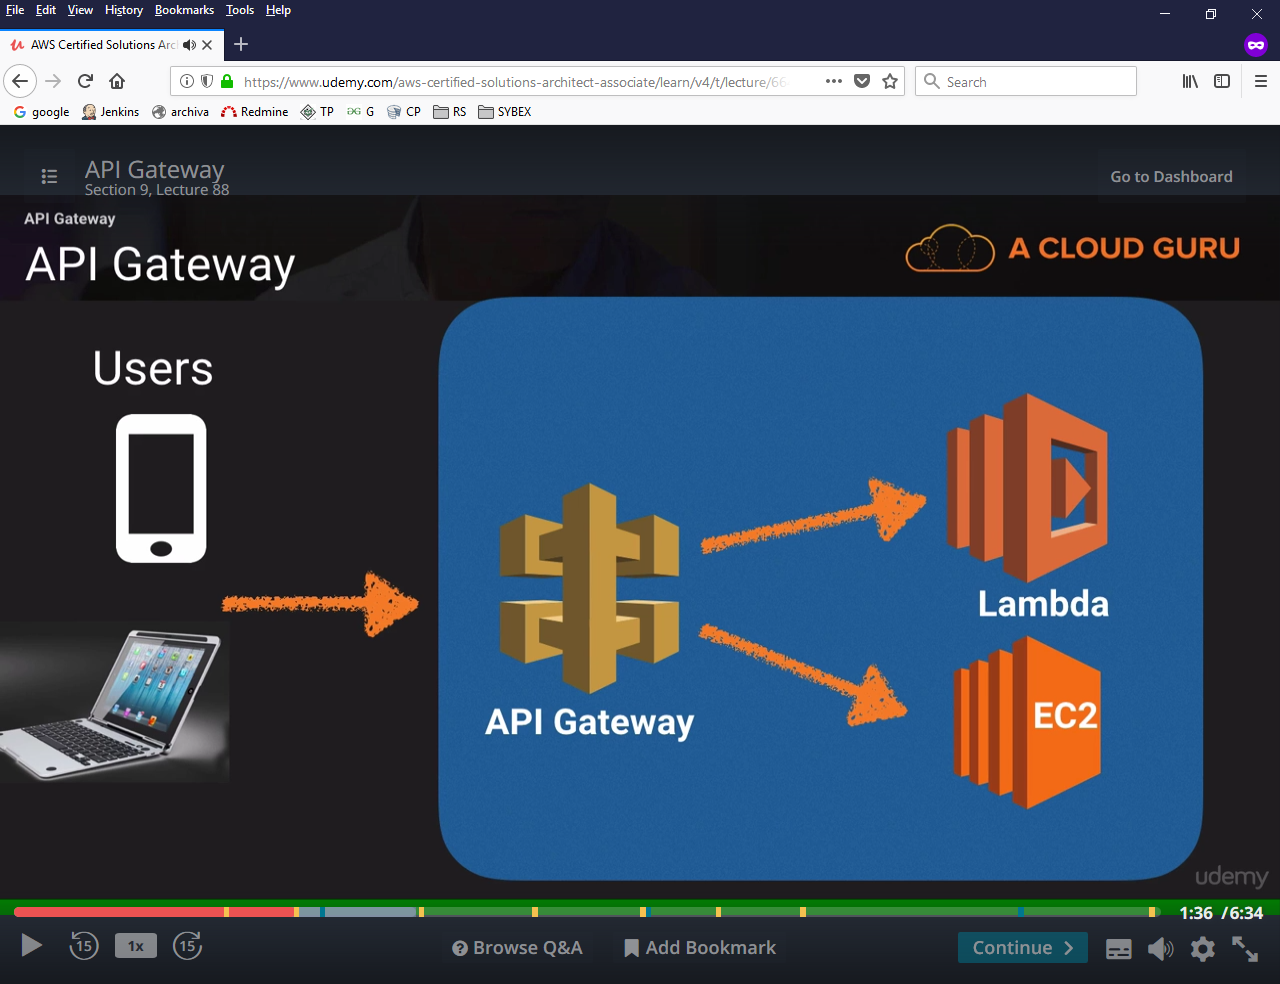 File Edit View History Bookmarks Tools Help
AWS Certified Solutions Arc
https://www.udemy.com/aws-certified-solutions-architect-associate/learn/v4/t/lecture/66
Search
google Jenkins archiva Redmine TP G CP RS SYBEX
API Gateway
Section 9, Lecture 88
Go to Dashboard
API Gateway
API Gateway
A CLOUD GURU
Users
Lambda
EC2
API Gateway
udemy
1:36 / 6:34
15 1x 15
Browse Q&A
Add Bookmark
Continue